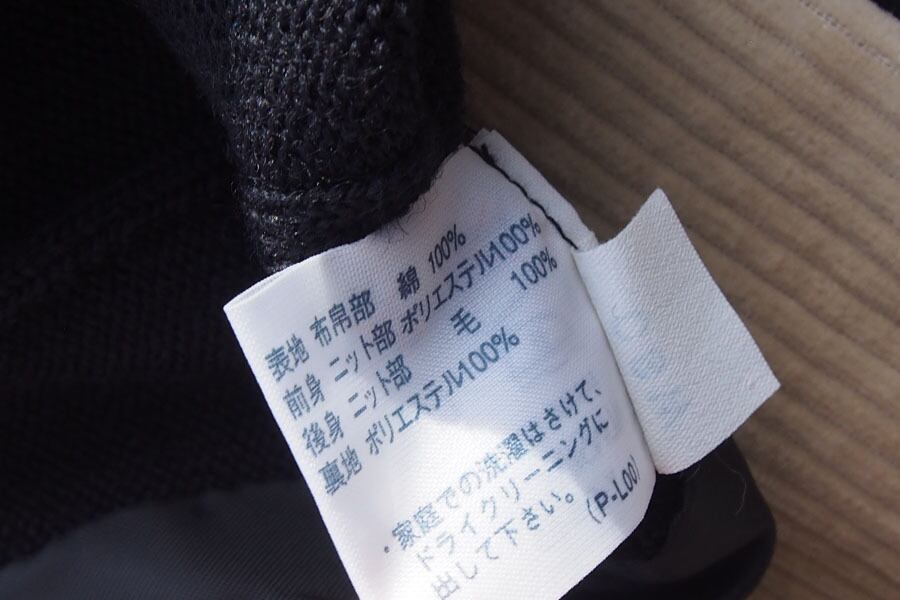 表地 布帛部 綿 100%
前身 ニット部 ポリエステル100%
後身 ニット部 毛 100%
裏地 ポリエステル100%
・家庭での洗濯はさけて、
ドライクリーニングに
出して下さい。
(P-L00)